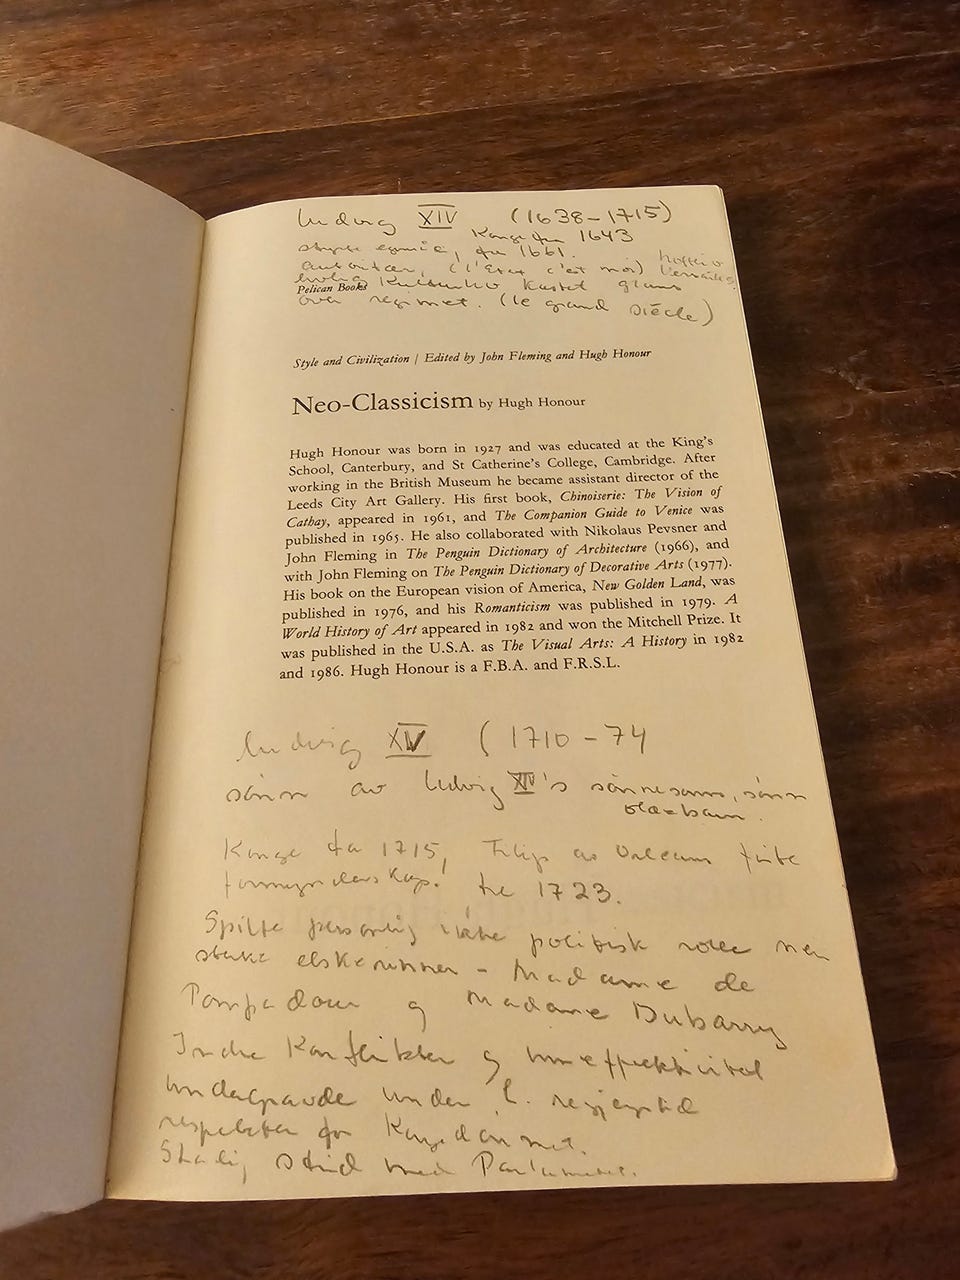 Ludvig XIV (1638-1715)
Konge fra 1643
styrte egenrådig, fra 1661.
autoritær, (l'Etat c'est moi) Versailles
Kultur kastet glans
Pelican Books
over regimet. (le grand siècle)
Style and Civilization | Edited by John Fleming and Hugh Honour
Neo-Classicism by Hugh Honour
Hugh Honour was born in 1927 and was educated at the King's
School, Canterbury, and St Catherine's College, Cambridge. After
working in the British Museum he became assistant director of the
Leeds City Art Gallery. His first book, Chinoiserie: The Vision of
Cathay, appeared in 1961, and The Companion Guide to Venice was
published in 1965. He also collaborated with Nikolaus Pevsner and
John Fleming in The Penguin Dictionary of Architecture (1966), and
with John Fleming on The Penguin Dictionary of Decorative Arts (1977).
His book on the European vision of America, New Golden Land, was
published in 1976, and his Romanticism was published in 1979. A
World History of Art appeared in 1982 and won the Mitchell Prize. It
was published in the U.S.A. as The Visual Arts: A History in 1982
and 1986. Hugh Honour is a F.B.A. and F.R.S.L.
Ludvig XV (1710-74
sønn av Ludvig XIV's sønnesønns, sønn
oldebarn.
Konge fra 1715, Filip av Orleans førte
formynderskap. til 1723.
Spilte personlig ikke politisk rolle men
sterke elskerinner - Madame de
Pompadour og Madame Dubarry
Indre Konflikter og ineffektivitet
undergravde under L. regjeringstid
respekten for Kongedømmet.
Stadig strid med Parlamentet.